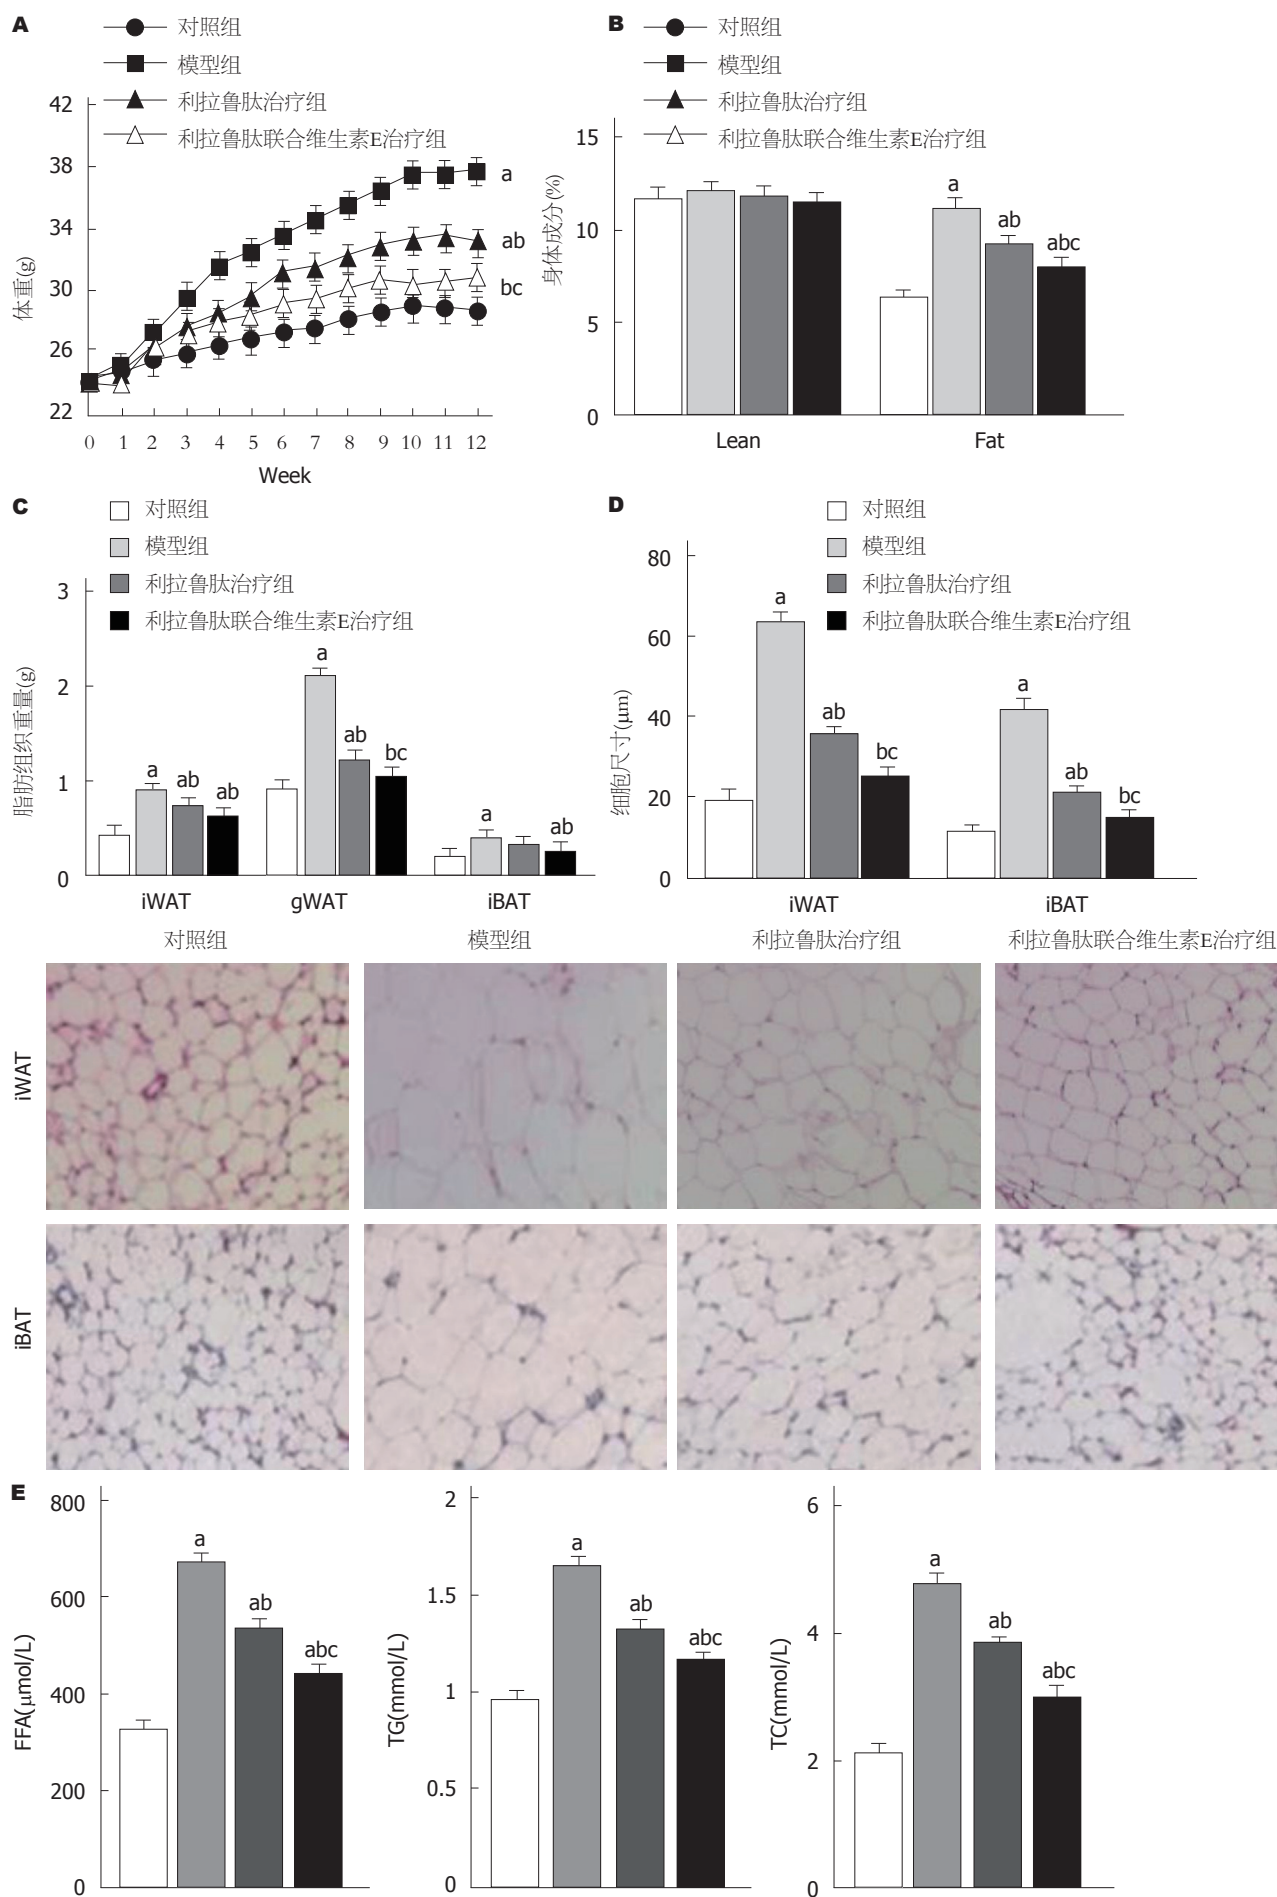 A
对照组
模型组
利拉鲁肽治疗组
利拉鲁肽联合维生素E治疗组
42
38
34
30
26
22
体重(g)
a
ab
bc
0 1 2 3 4 5 6 7 8 9 10 11 12
Week
B
对照组
模型组
利拉鲁肽治疗组
利拉鲁肽联合维生素E治疗组
15
10
5
0
身体成分(%)
a
ab
abc
Lean Fat
C
对照组
模型组
利拉鲁肽治疗组
利拉鲁肽联合维生素E治疗组
3
2
1
0
脂肪组织重量(g)
a
ab
ab
a
ab
bc
a
ab
iWAT gWAT iBAT
D
对照组
模型组
利拉鲁肽治疗组
利拉鲁肽联合维生素E治疗组
80
60
40
20
0
细胞尺寸(μm)
a
ab
bc
a
ab
bc
iWAT iBAT
对照组 模型组 利拉鲁肽治疗组 利拉鲁肽联合维生素E治疗组
iWAT
iBAT
E
800
600
400
200
0
FFA(μmol/L)
a
ab
abc
2
1.5
1
0.5
0
TG(mmol/L)
a
ab
abc
6
4
2
0
TC(mmol/L)
a
ab
abc